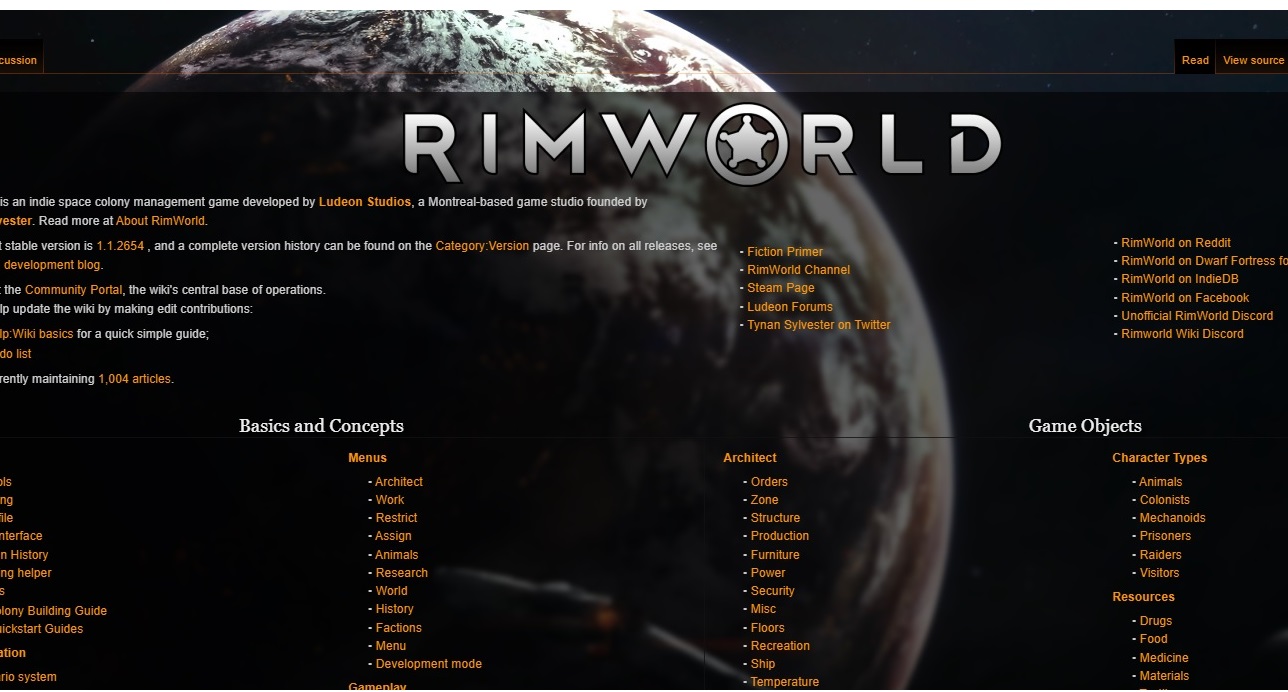 cussion
Read
View source
RIMWORLD
is an indie space colony management game developed by Ludeon Studios, a Montreal-based game studio founded by
vester. Read more at About RimWorld.
t stable version is 1.1.2654 , and a complete version history can be found on the Category:Version page. For info on all releases, see
development blog.
t the Community Portal, the wiki's central base of operations.
lp update the wiki by making edit contributions:
lp:Wiki basics for a quick simple guide;
do list
rently maintaining 1,004 articles.
- Fiction Primer
- RimWorld Channel
- Steam Page
- Ludeon Forums
- Tynan Sylvester on Twitter
- RimWorld on Reddit
- RimWorld on Dwarf Fortress fo
- RimWorld on IndieDB
- RimWorld on Facebook
- Unofficial RimWorld Discord
- Rimworld Wiki Discord
Basics and Concepts
ols
ng
file
nterface
n History
ng helper
s
olony Building Guide
uickstart Guides
ation
rio system
Menus
- Architect
- Work
- Restrict
- Assign
- Animals
- Research
- World
- History
- Factions
- Menu
- Development mode
Gameplay
Game Objects
Architect
- Orders
- Zone
- Structure
- Production
- Furniture
- Power
- Security
- Misc
- Floors
- Recreation
- Ship
- Temperature
Character Types
- Animals
- Colonists
- Mechanoids
- Prisoners
- Raiders
- Visitors
Resources
- Drugs
- Food
- Medicine
- Materials